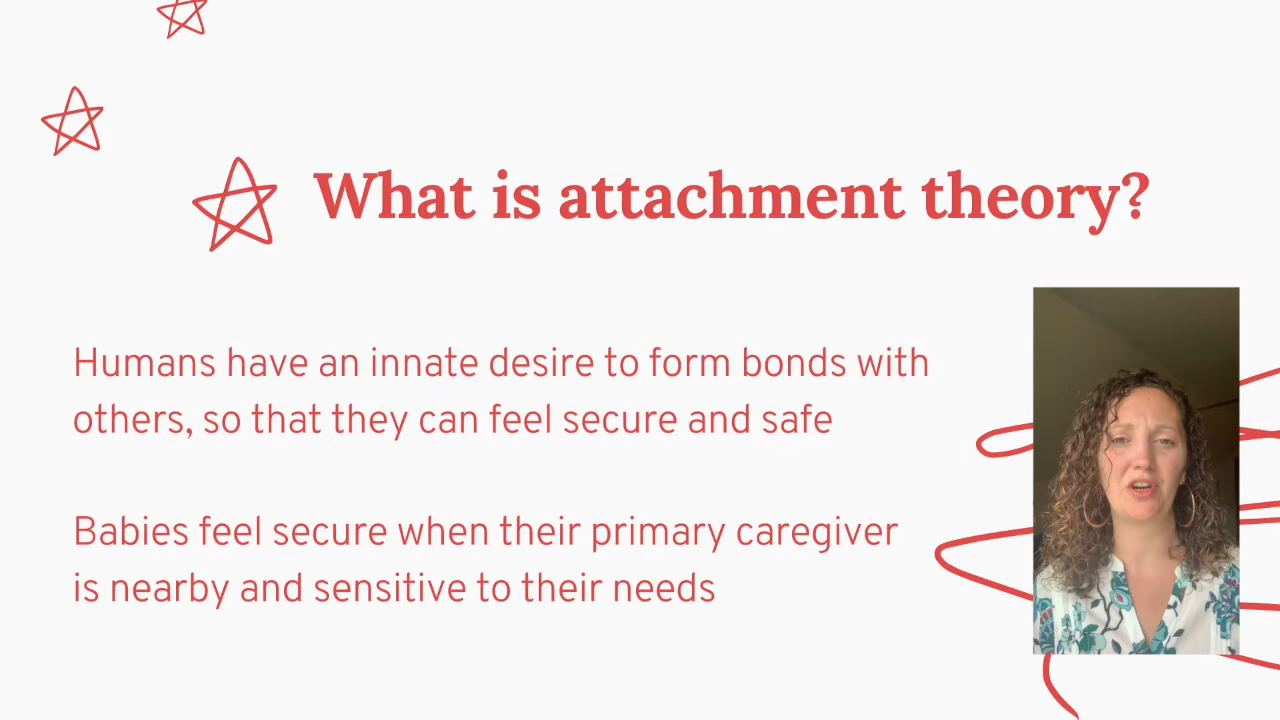 What is attachment theory?
Humans have an innate desire to form bonds with
others, so that they can feel secure and safe
Babies feel secure when their primary caregiver
is nearby and sensitive to their needs